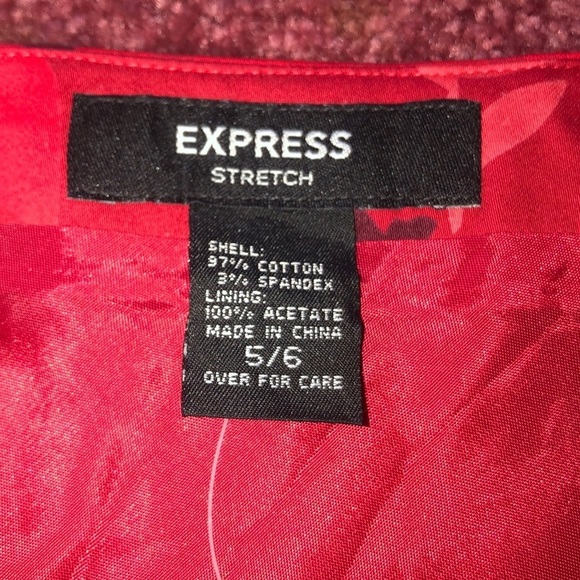 EXPRESS
STRETCH
SHELL:
97% COTTON
3% SPANDEX
LINING:
100% ACETATE
MADE IN CHINA
5/6
OVER FOR CARE